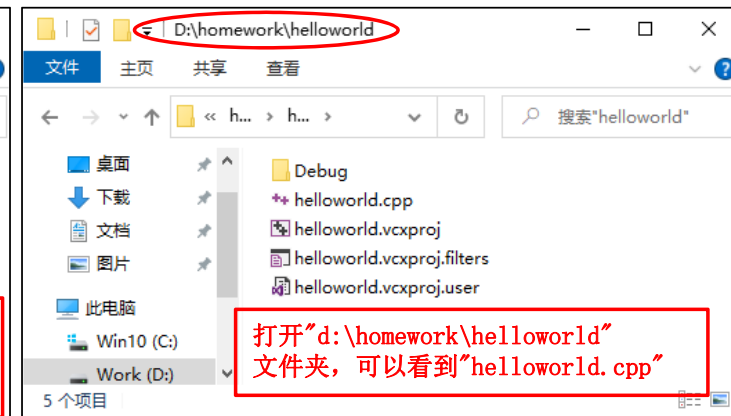 D:\homework\helloworld
文件 主页 共享 查看
« h... › h... ›
搜索"helloworld"
桌面
下载
文档
图片
此电脑
Win10 (C:)
Work (D:)
Debug
helloworld.cpp
helloworld.vcxproj
helloworld.vcxproj.filters
helloworld.vcxproj.user
打开"d:\homework\helloworld"
文件夹，可以看到"helloworld.cpp"
5 个项目